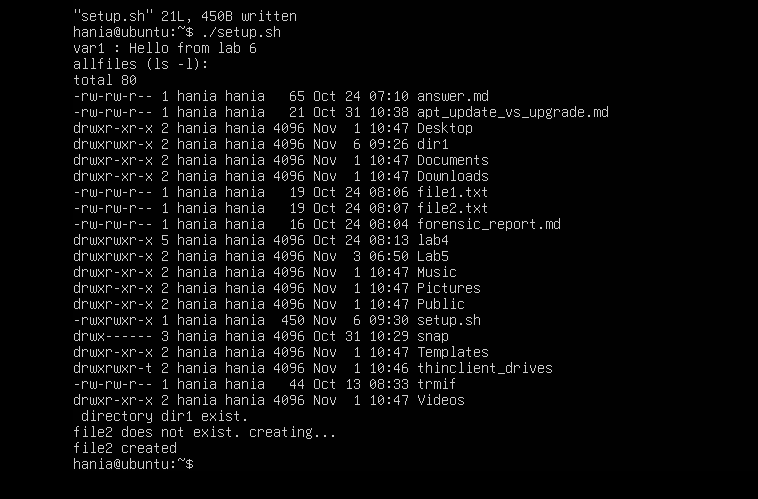 "setup.sh" 21L, 450B written
hania@ubuntu:~$ ./setup.sh
var1 : Hello from lab 6
allfiles (ls -l):
total 80
-rw-rw-r-- 1 hania hania   65 Oct 24 07:10 answer.md
-rw-rw-r-- 1 hania hania   21 Oct 31 10:38 apt_update_vs_upgrade.md
drwxr-xr-x 2 hania hania 4096 Nov  1 10:47 Desktop
drwxrwxr-x 2 hania hania 4096 Nov  6 09:26 dir1
drwxr-xr-x 2 hania hania 4096 Nov  1 10:47 Documents
drwxr-xr-x 2 hania hania 4096 Nov  1 10:47 Downloads
-rw-rw-r-- 1 hania hania   19 Oct 24 08:06 file1.txt
-rw-rw-r-- 1 hania hania   19 Oct 24 08:07 file2.txt
-rw-rw-r-- 1 hania hania   16 Oct 24 08:04 forensic_report.md
drwxrwxr-x 5 hania hania 4096 Oct 24 08:13 lab4
drwxrwxr-x 2 hania hania 4096 Nov  3 06:50 Lab5
drwxr-xr-x 2 hania hania 4096 Nov  1 10:47 Music
drwxr-xr-x 2 hania hania 4096 Nov  1 10:47 Pictures
drwxr-xr-x 2 hania hania 4096 Nov  1 10:47 Public
-rwxrwxr-x 1 hania hania  450 Nov  6 09:30 setup.sh
drwx------ 3 hania hania 4096 Oct 31 10:29 snap
drwxr-xr-x 2 hania hania 4096 Nov  1 10:47 Templates
drwxrwxr-t 2 hania hania 4096 Nov  1 10:46 thinclient_drives
-rw-rw-r-- 1 hania hania   44 Oct 13 08:33 trmif
drwxr-xr-x 2 hania hania 4096 Nov  1 10:47 Videos
 directory dir1 exist.
file2 does not exist. creating...
file2 created
hania@ubuntu:~$